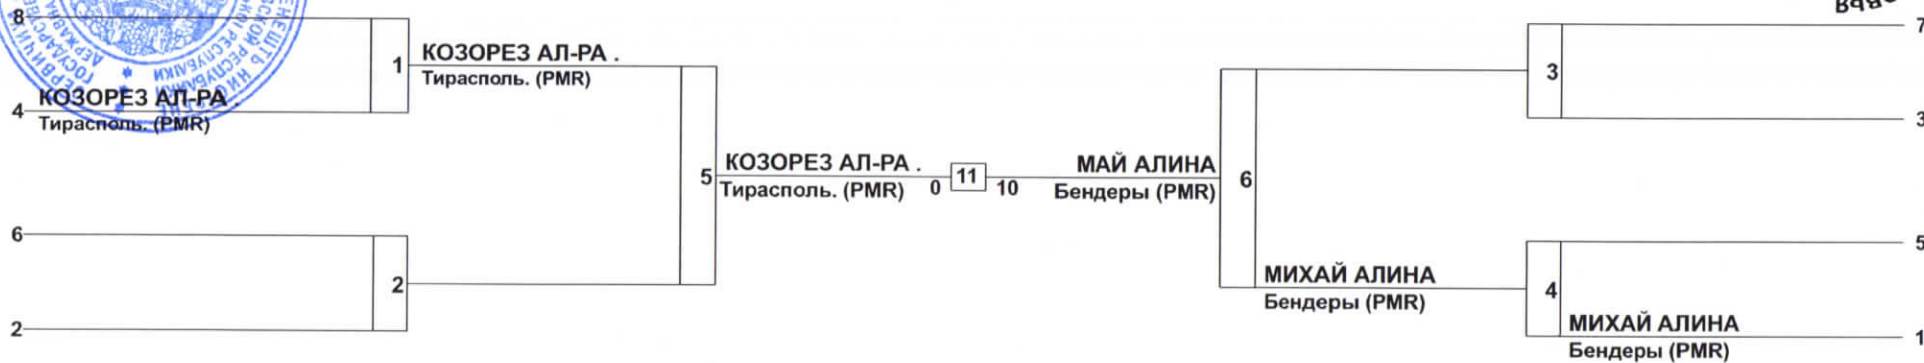 8
1
КОЗОРЕЗ АЛ-РА .
Тирасполь. (PMR)
4
КОЗОРЕЗ АЛ-РА .
Тирасполь. (PMR)
5
КОЗОРЕЗ АЛ-РА .
Тирасполь. (PMR)
0 11 10
6
2
2
МАЙ АЛИНА
Бендеры (PMR)
6
7
3
3
МИХАЙ АЛИНА
Бендеры (PMR)
5
4
МИХАЙ АЛИНА
Бендеры (PMR)
1